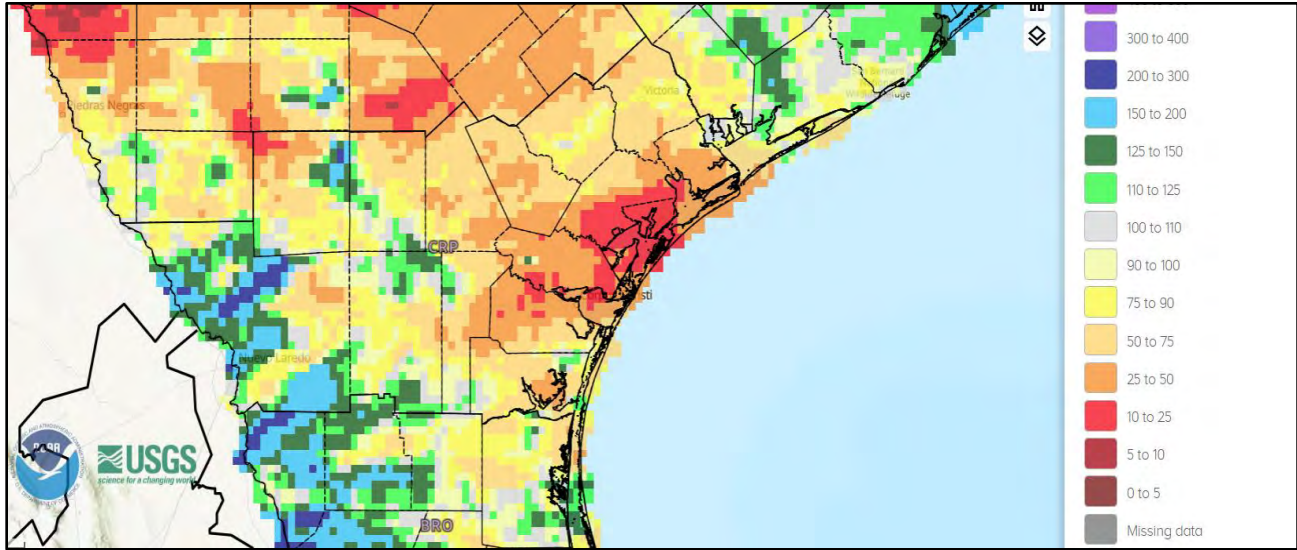 300 to 400
200 to 300
150 to 200
125 to 150
110 to 125
100 to 110
90 to 100
75 to 90
50 to 75
25 to 50
10 to 25
5 to 10
0 to 5
Missing data
Piedras Negras
Victoria
CRP
Nuevo Laredo
USGS
science for a changing world
BRO